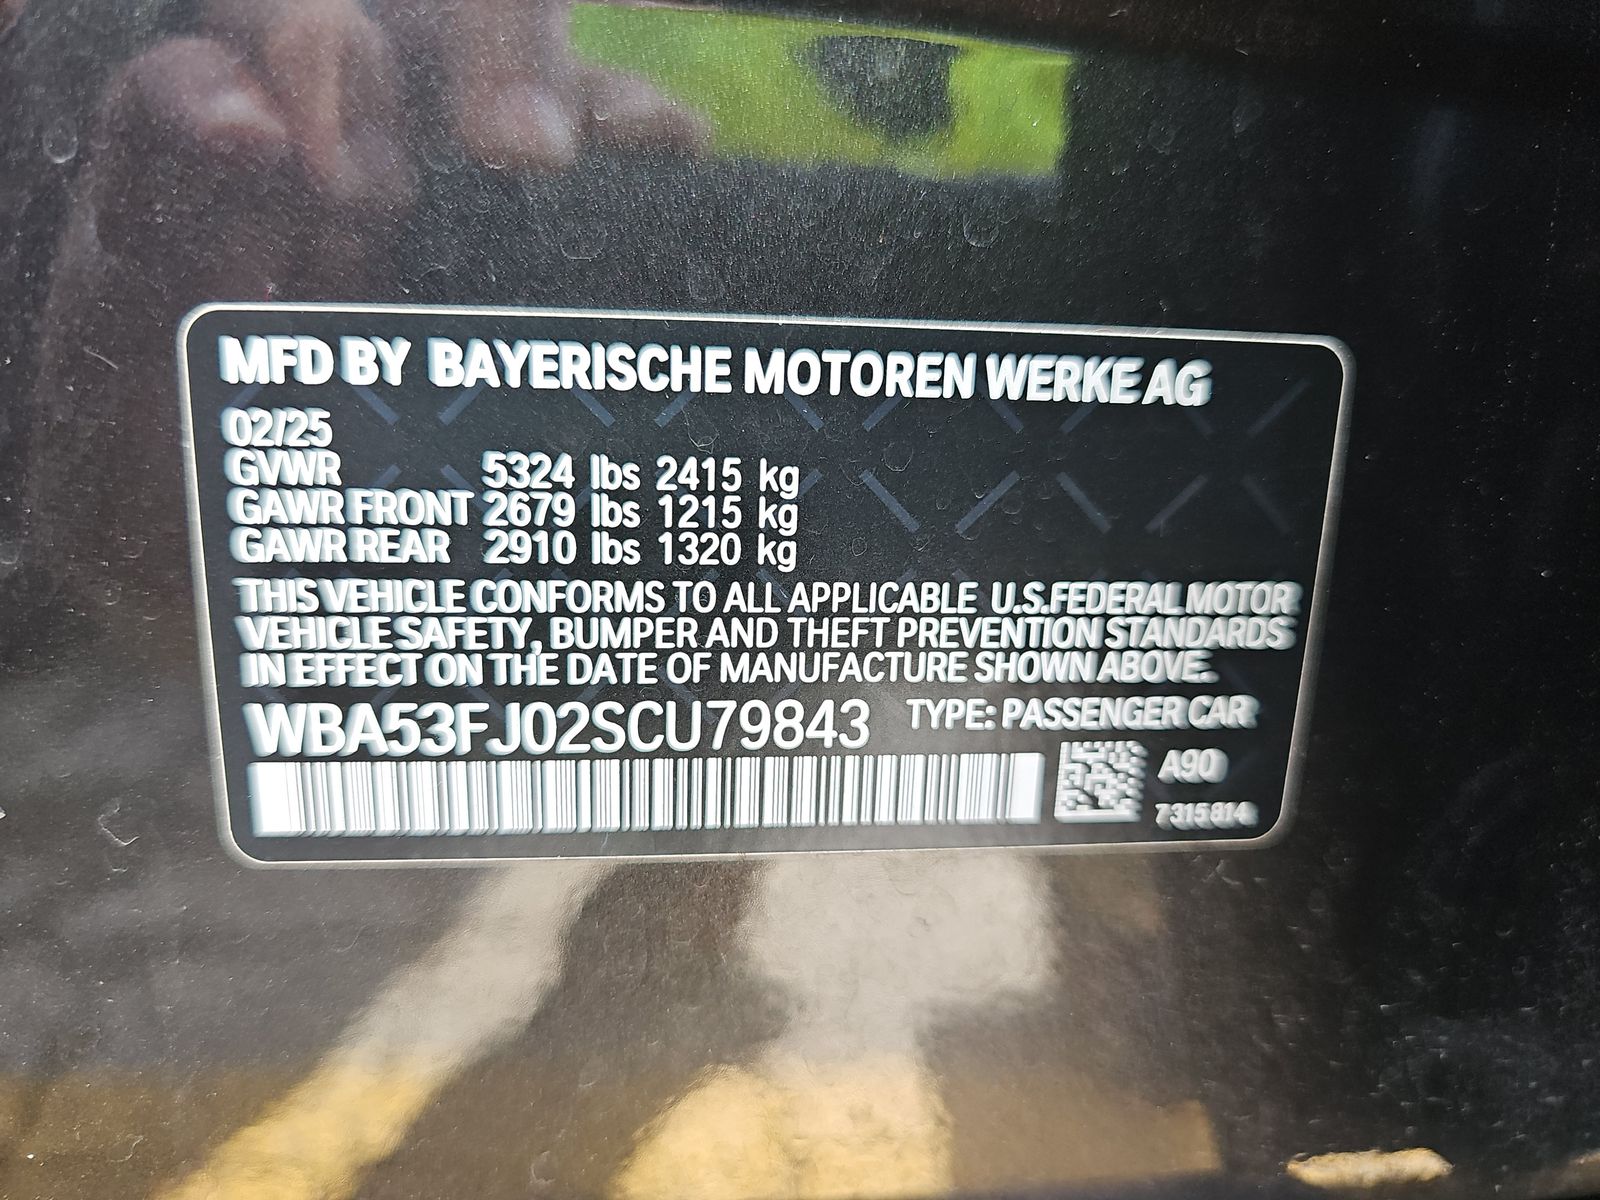 MFD BY BAYERISCHE MOTOREN WERKE AG
02/25
GVWR 5324 lbs 2415 kg
GAWR FRONT 2679 lbs 1215 kg
GAWR REAR 2910 lbs 1320 kg
THIS VEHICLE CONFORMS TO ALL APPLICABLE U.S.FEDERAL MOTOR
VEHICLE SAFETY, BUMPER AND THEFT PREVENTION STANDARDS
IN EFFECT ON THE DATE OF MANUFACTURE SHOWN ABOVE.
WBA53FJ02SCU79843 TYPE: PASSENGER CAR
A90
7315814